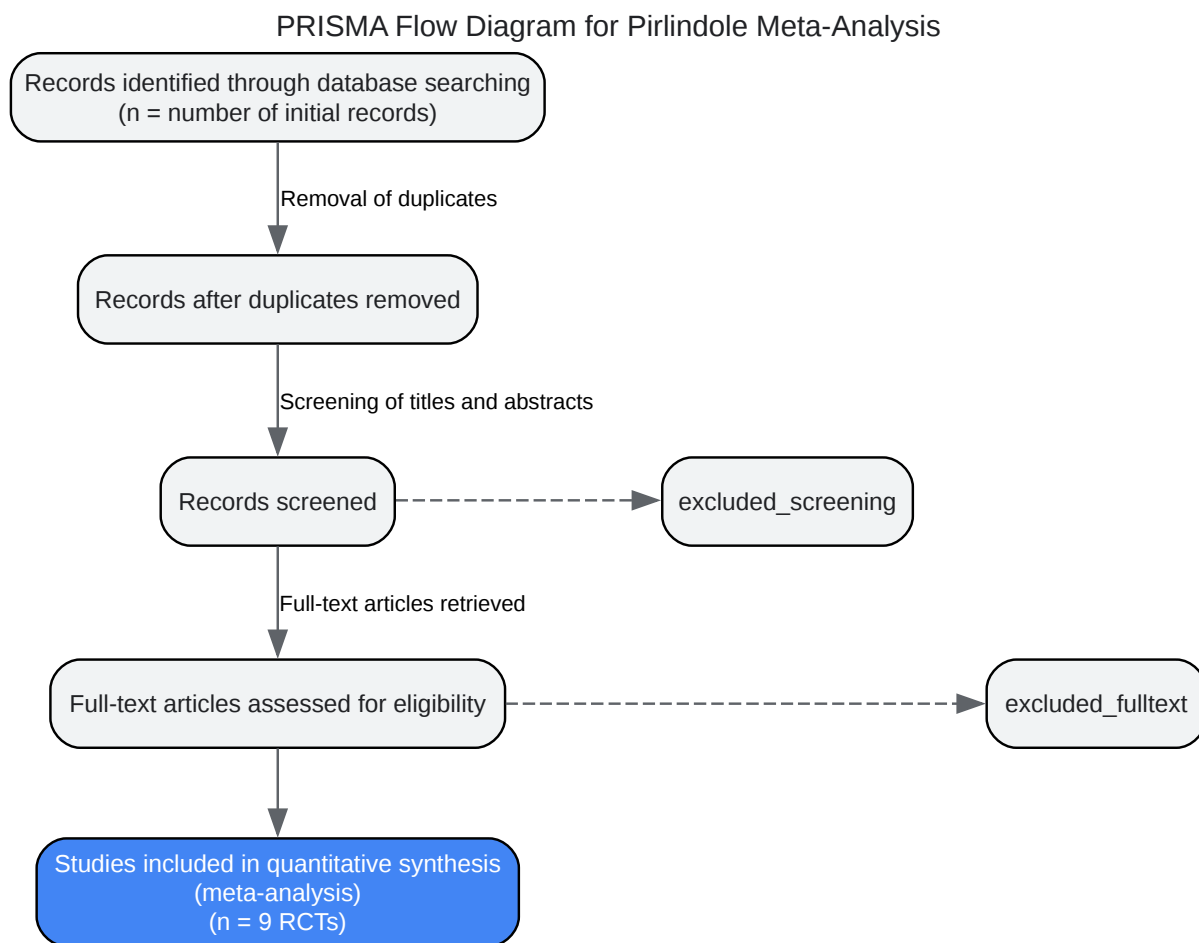 PRISMA Flow Diagram for Pirlindole Meta-Analysis
Records identified through database searching
(n = number of initial records)
Removal of duplicates
Records after duplicates removed
Screening of titles and abstracts
Records screened
excluded_screening
Full-text articles retrieved
Full-text articles assessed for eligibility
excluded_fulltext
Studies included in quantitative synthesis
(meta-analysis)
(n = 9 RCTs)